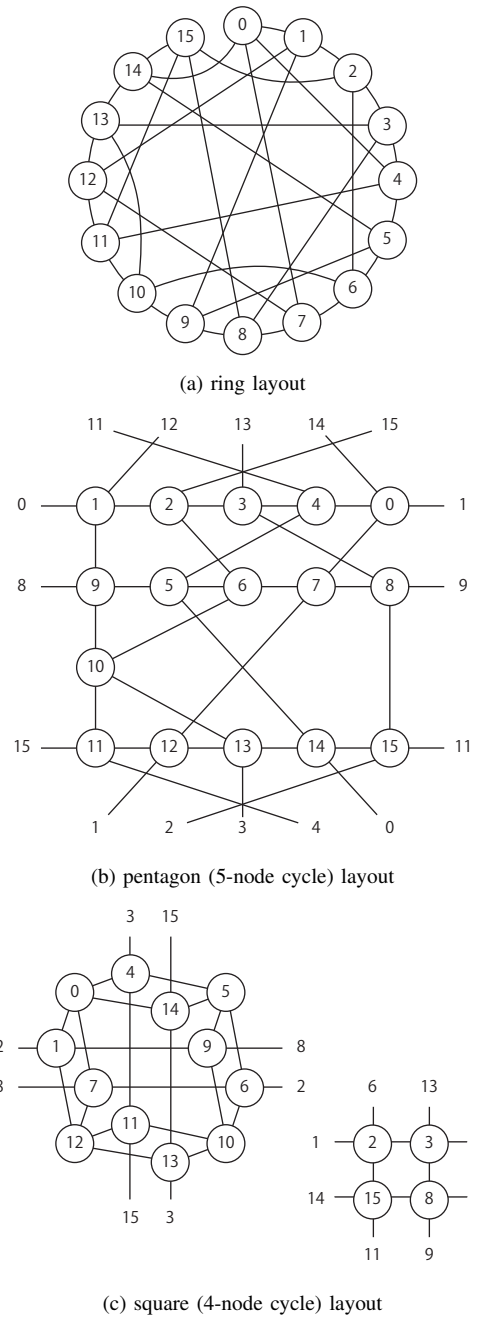 0
15 1
14 2
13 3
12 4
11 5
10 6
9 8 7
(a) ring layout
11 12 13 14 15
0 1 2 3 4 0 1
8 9 5 6 7 8 9
10
15 11 12 13 14 15 11
1 2 3 4 0
(b) pentagon (5-node cycle) layout
3 15
0 4 14 5
2 1 9 8
7 6 2
12 11 13 10
15 3
6 13
1 2 3
14 15 8
11 9
(c) square (4-node cycle) layout